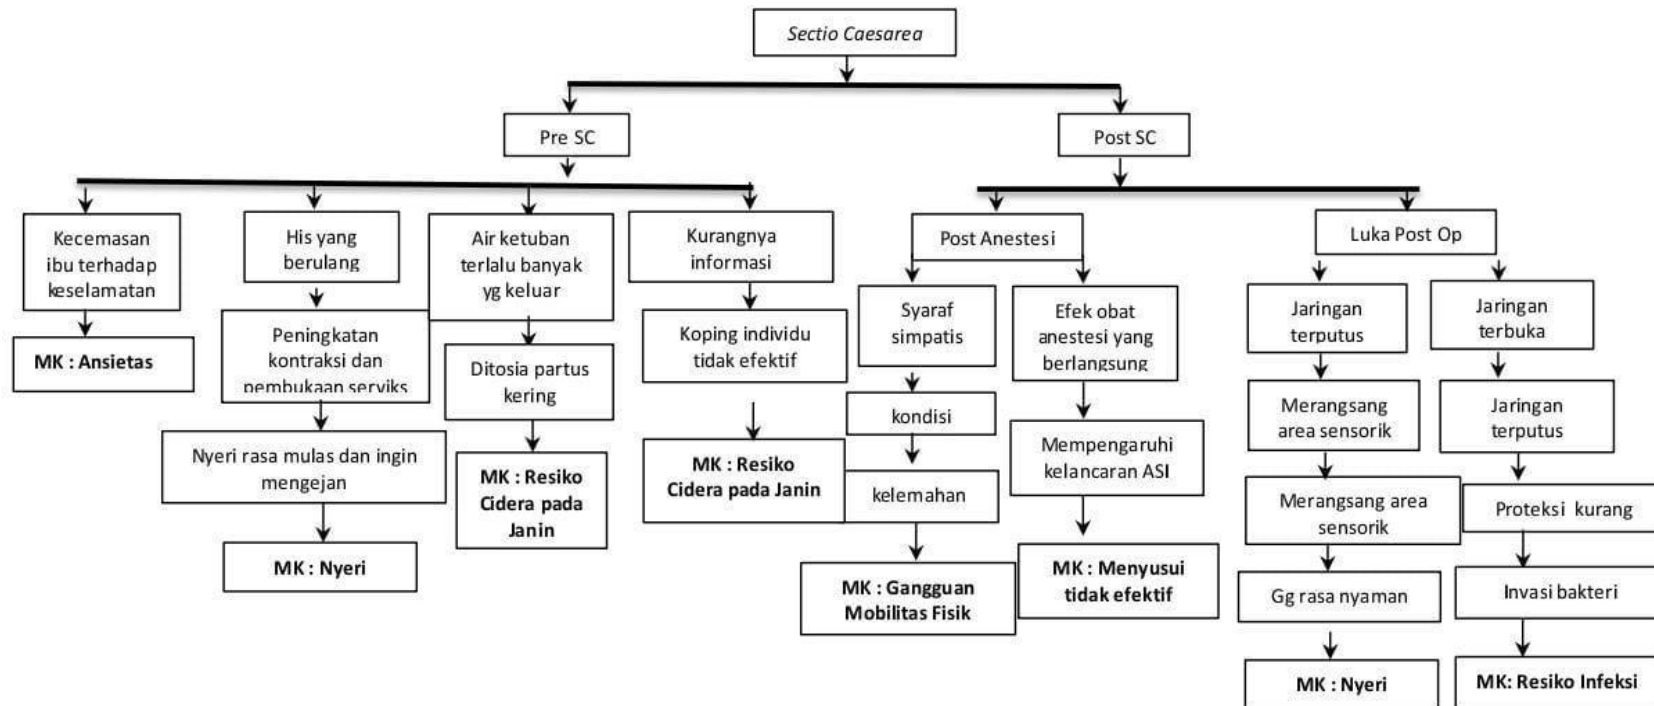 Sectio Caesarea
Pre SC
Post SC
Kecemasan
ibu terhadap
keselamatan
MK : Ansietas
His yang
berulang
Peningkatan
kontraksi dan
pembukaan serviks
Nyeri rasa mulas dan ingin
mengejan
MK : Nyeri
Air ketuban
terlalu banyak
yg keluar
Ditosia partus
kering
MK : Resiko
Cidera pada
Janin
Kurangnya
informasi
Koping individu
tidak efektif
MK : Resiko
Cidera pada Janin
Post Anestesi
Syaraf
simpatis
kondisi
kelemahan
MK : Gangguan
Mobilitas Fisik
Efek obat
anestesi yang
berlangsung
Mempengaruhi
kelancaran ASI
MK : Menyusui
tidak efektif
Luka Post Op
Jaringan
terputus
Merangsang
area sensorik
Merangsang area
sensorik
Gg rasa nyaman
MK : Nyeri
Jaringan
terbuka
Jaringan
terputus
Proteksi kurang
Invasi bakteri
MK: Resiko Infeksi